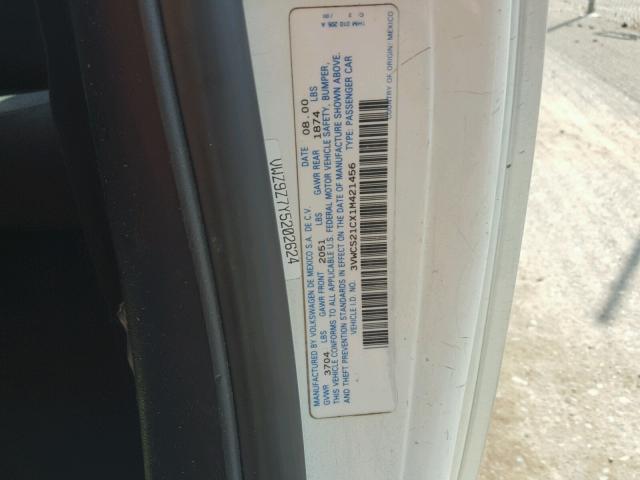 VWZ9Z7Y5202624
MANUFACTURED BY VOLKSWAGEN DE MEXICO S.A. DE C.V. DATE 08.00
GVWR 3704 LBS GAWR FRONT 2051 LBS GAWR REAR 1874 LBS
THIS VEHICLE CONFORMS TO ALL APPLICABLE U.S. FEDERAL MOTOR VEHICLE SAFETY, BUMPER,
AND THEFT PREVENTION STANDARDS IN EFFECT ON THE DATE OF MANUFACTURE SHOWN ABOVE.
VEHICLE I.D. NO. 3VWCS21CX1M421456 TYPE: PASSENGER CAR
COUNTRY OF ORIGIN: MEXICO